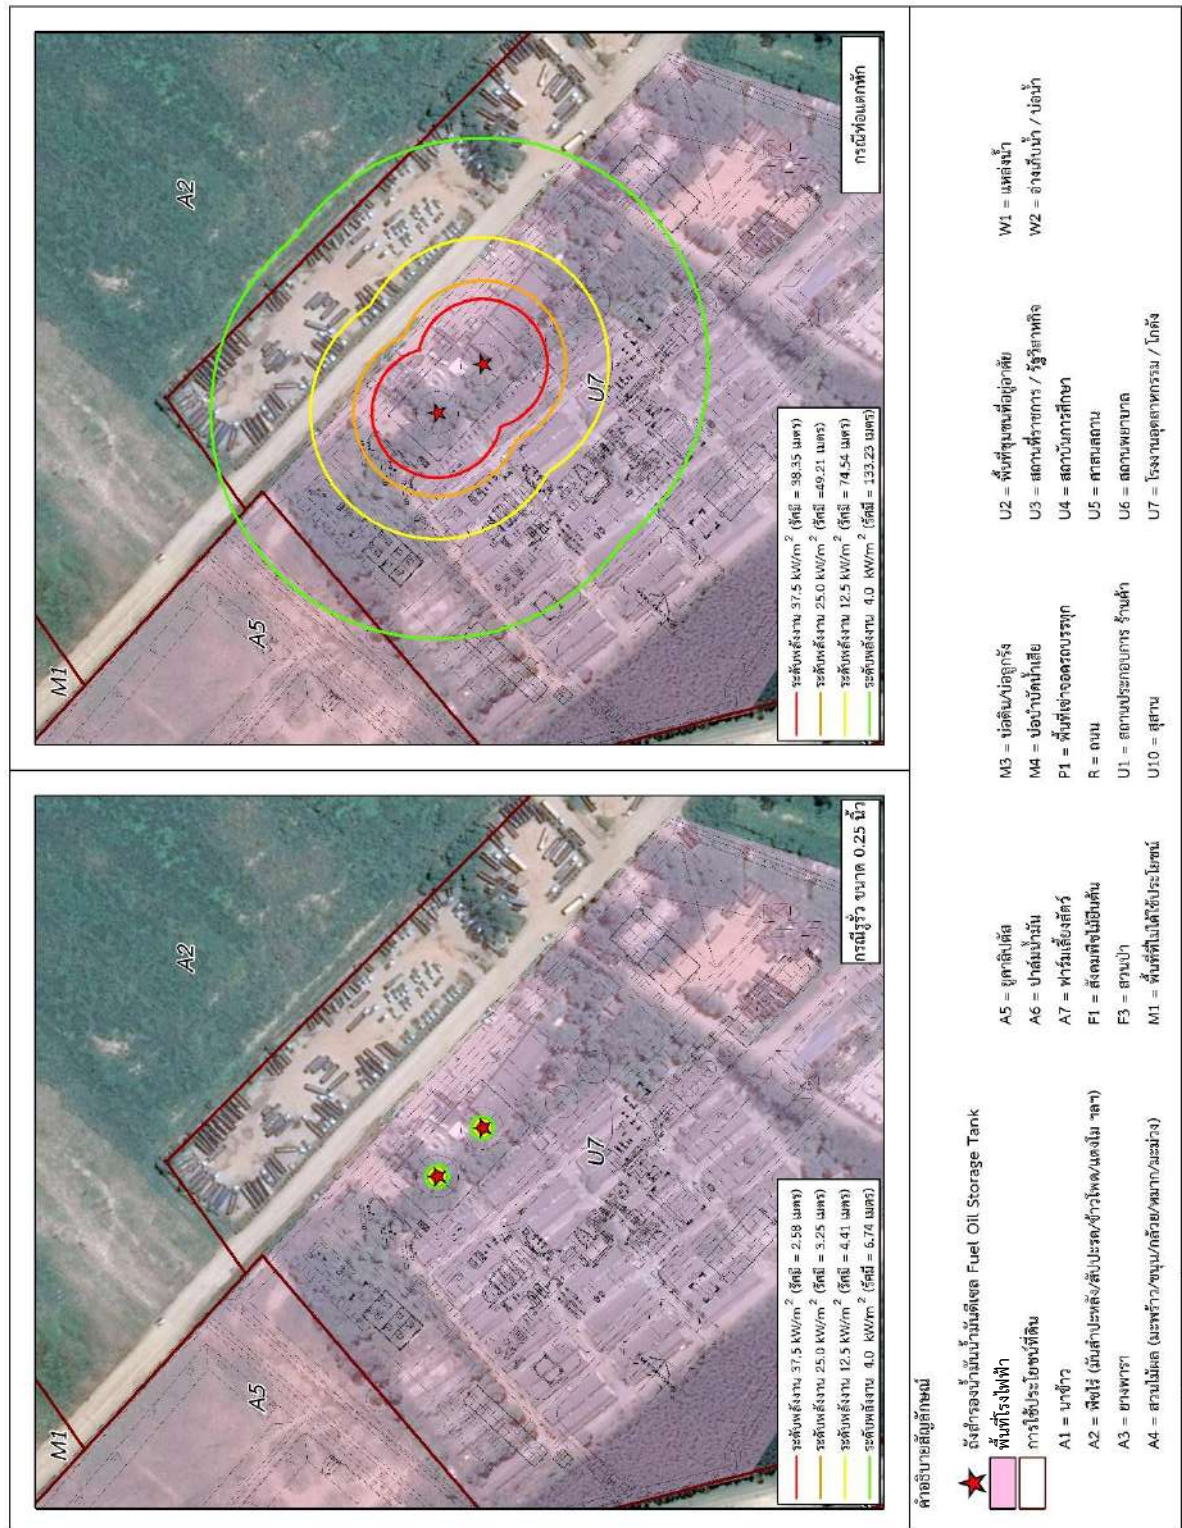 M1
A2
A5
U7
กรณีรูรั่ว ขนาด 0.25 นิ้ว
ระดับพลังงาน 37.5 kW/m² (รัศมี = 2.58 เมตร)
ระดับพลังงาน 25.0 kW/m² (รัศมี = 3.25 เมตร)
ระดับพลังงาน 12.5 kW/m² (รัศมี = 4.41 เมตร)
ระดับพลังงาน 4.0 kW/m² (รัศมี = 6.74 เมตร)
M1
A2
A5
U7
กรณีท่อแตกหัก
ระดับพลังงาน 37.5 kW/m² (รัศมี = 38.35 เมตร)
ระดับพลังงาน 25.0 kW/m² (รัศมี =49.21 เมตร)
ระดับพลังงาน 12.5 kW/m² (รัศมี = 74.54 เมตร)
ระดับพลังงาน 4.0 kW/m² (รัศมี = 133.23 เมตร)
คำอธิบายสัญลักษณ์
ถังสำรองน้ำมันน้ำมันดีเซล Fuel Oil Storage Tank
พื้นที่โรงไฟฟ้า
การใช้ประโยชน์ที่ดิน
A1 = นาข้าว
A2 = พืชไร่ (มันสำปะหลัง/สับปะรด/ข้าวโพด/แตงโม ฯลฯ)
A3 = ยางพารา
A4 = สวนไม้ผล (มะพร้าว/ขนุน/กล้วย/หมาก/มะม่วง)
A5 = ยูคาลิปตัส
A6 = ปาล์มน้ำมัน
A7 = ฟาร์มเลี้ยงสัตว์
F1 = สังคมพืชไม้ยืนต้น
F3 = สวนป่า
M1 = พื้นที่ที่ไม่ได้ใช้ประโยชน์
M3 = บ่อดิน/บ่อลูกรัง
M4 = บ่อบำบัดน้ำเสีย
P1 = พื้นที่เช่าจอดรถบรรทุก
R = ถนน
U1 = สถานประกอบการ ร้านค้า
U10 = สุสาน
U2 = พื้นที่ชุมชนที่อยู่อาศัย
U3 = สถานที่ราชการ / รัฐวิสาหกิจ
U4 = สถาบันการศึกษา
U5 = ศาสนสถาน
U6 = สถานพยาบาล
U7 = โรงงานอุตสาหกรรม / โกดัง
W1 = แหล่งน้ำ
W2 = อ่างเก็บน้ำ / บ่อน้ำ